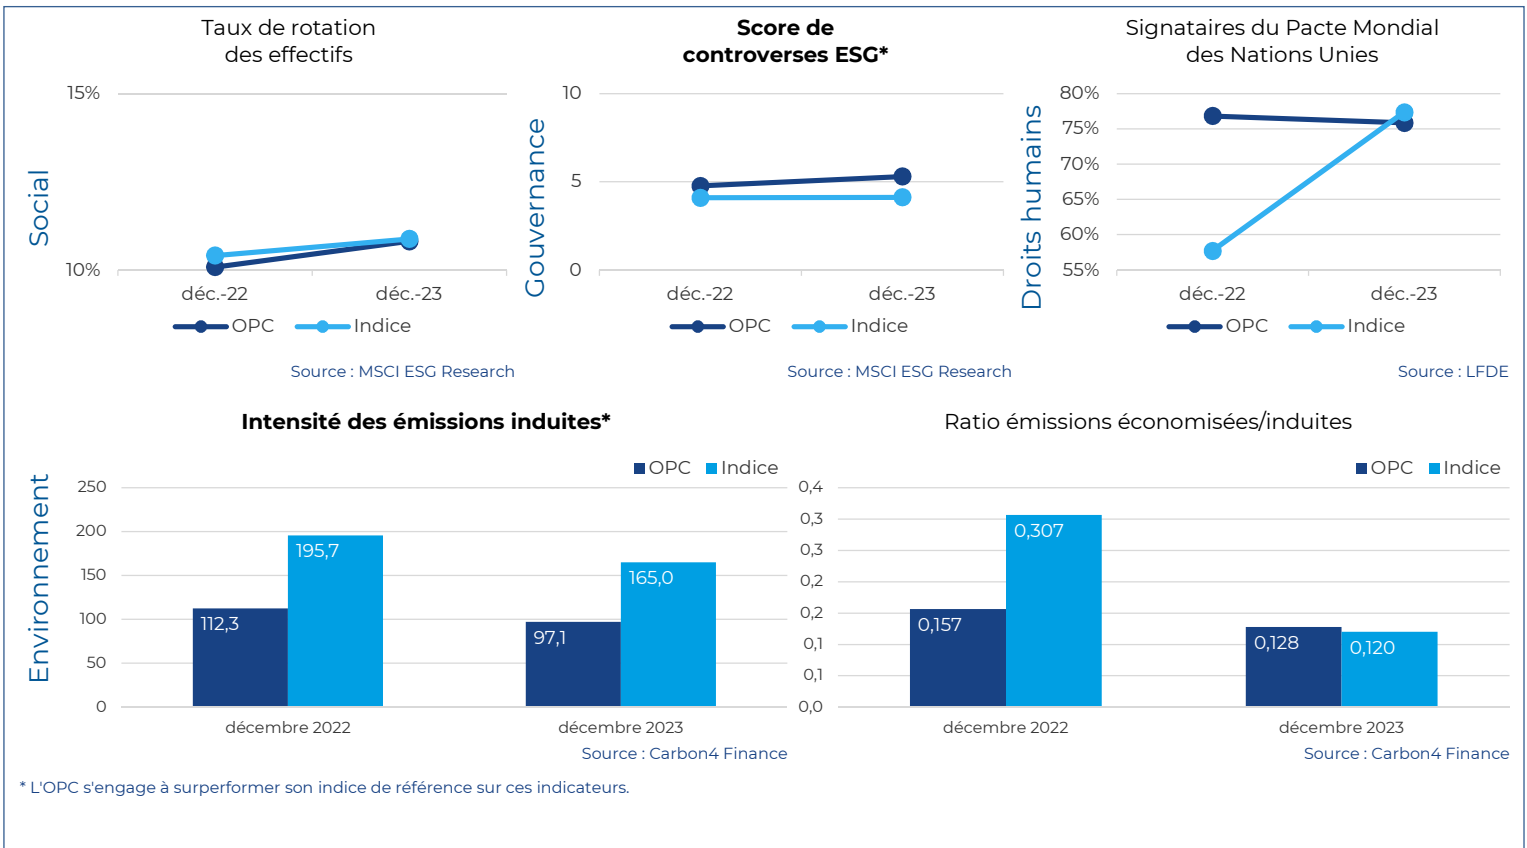 Taux de rotation
des effectifs
15%
10%
Social
déc.-22
déc.-23
OPC
Indice
Source : MSCI ESG Research
Score de
controverses ESG*
10
5
0
Gouvernance
déc.-22
déc.-23
OPC
Indice
Source : MSCI ESG Research
Signataires du Pacte Mondial
des Nations Unies
80%
75%
70%
65%
60%
55%
Droits humains
déc.-22
déc.-23
OPC
Indice
Source : LFDE
Intensité des émissions induites*
OPC
Indice
Environnement
250
200
150
100
50
0
112,3
195,7
97,1
165,0
décembre 2022
décembre 2023
Source : Carbon4 Finance
Ratio émissions économisées/induites
OPC
Indice
0,4
0,3
0,3
0,2
0,2
0,1
0,1
0,0
0,157
0,307
0,128
0,120
décembre 2022
décembre 2023
Source : Carbon4 Finance
* L'OPC s'engage à surperformer son indice de référence sur ces indicateurs.